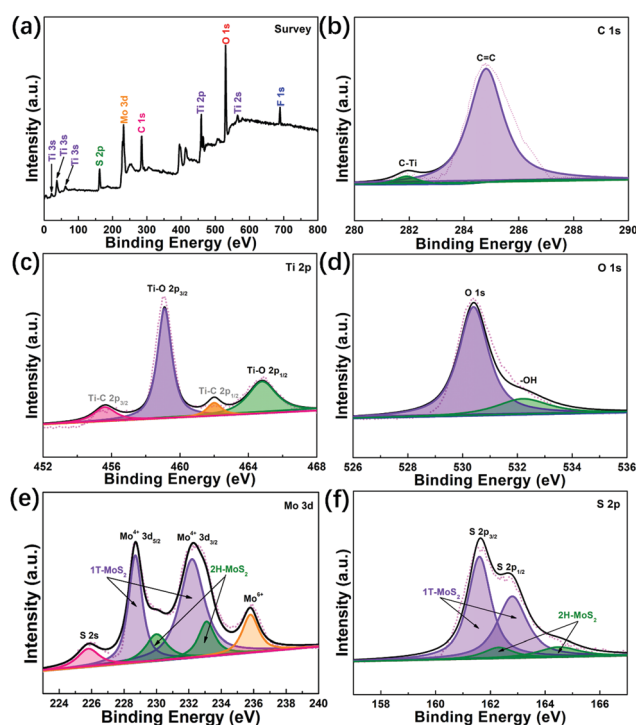 (a)
Survey
Intensity (a.u.)
Ti 3s
Ti 3s
Ti 3s
S 2p
Mo 3d
C 1s
Ti 2p
O 1s
Ti 2s
F 1s
0 100 200 300 400 500 600 700 800
Binding Energy (eV)
(b)
C 1s
Intensity (a.u.)
C=C
C-Ti
280 282 284 286 288 290
Binding Energy (eV)
(c)
Ti 2p
Intensity (a.u.)
Ti-O 2p3/2
Ti-C 2p3/2
Ti-C 2p1/2
Ti-O 2p1/2
452 456 460 464 468
Binding Energy (eV)
(d)
O 1s
Intensity (a.u.)
O 1s
-OH
526 528 530 532 534 536
Binding Energy (eV)
(e)
Mo 3d
Intensity (a.u.)
Mo⁴⁺ 3d5/2
Mo⁴⁺ 3d3/2
1T-MoS₂
2H-MoS₂
Mo⁶⁺
S 2s
224 226 228 230 232 234 236 238 240
Binding Energy (eV)
(f)
S 2p
Intensity (a.u.)
S 2p3/2
S 2p1/2
1T-MoS₂
2H-MoS₂
158 160 162 164 166
Binding Energy (eV)